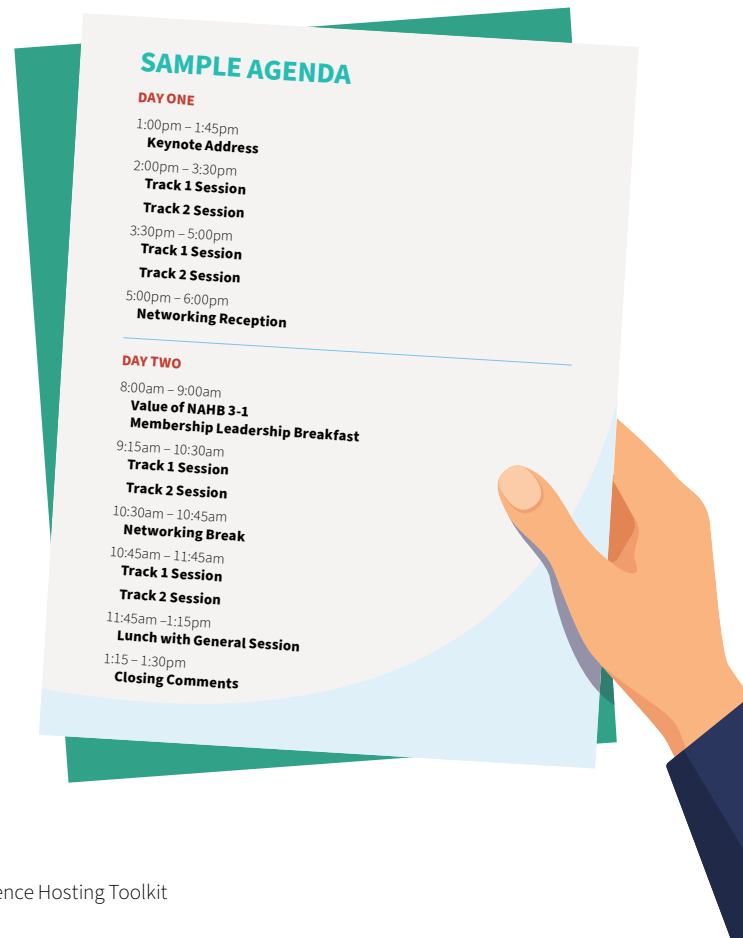 SAMPLE AGENDA
DAY ONE
1:00pm – 1:45pm
Keynote Address
2:00pm – 3:30pm
Track 1 Session
Track 2 Session
3:30pm – 5:00pm
Track 1 Session
Track 2 Session
5:00pm – 6:00pm
Networking Reception
DAY TWO
8:00am – 9:00am
Value of NAHB 3-1
Membership Leadership Breakfast
9:15am – 10:30am
Track 1 Session
Track 2 Session
10:30am – 10:45am
Networking Break
10:45am – 11:45am
Track 1 Session
Track 2 Session
11:45am –1:15pm
Lunch with General Session
1:15 – 1:30pm
Closing Comments
Hosting Toolkit